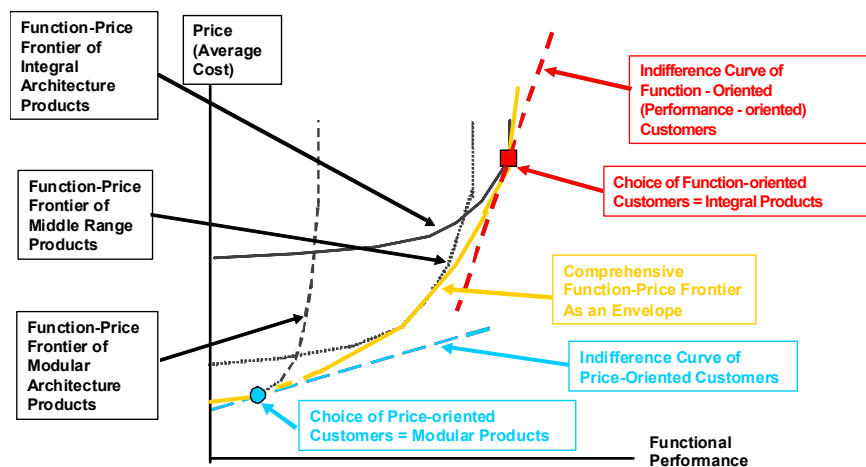 Function-Price
Frontier of
Integral
Architecture
Products
Price
(Average
Cost)
Indifference Curve of
Function - Oriented
(Performance - oriented)
Customers
Function-Price
Frontier of
Middle Range
Products
Choice of Function-oriented
Customers = Integral Products
Comprehensive
Function-Price Frontier
As an Envelope
Function-Price
Frontier of
Modular
Architecture
Products
Indifference Curve of
Price-Oriented Customers
Choice of Price-oriented
Customers = Modular Products
Functional
Performance